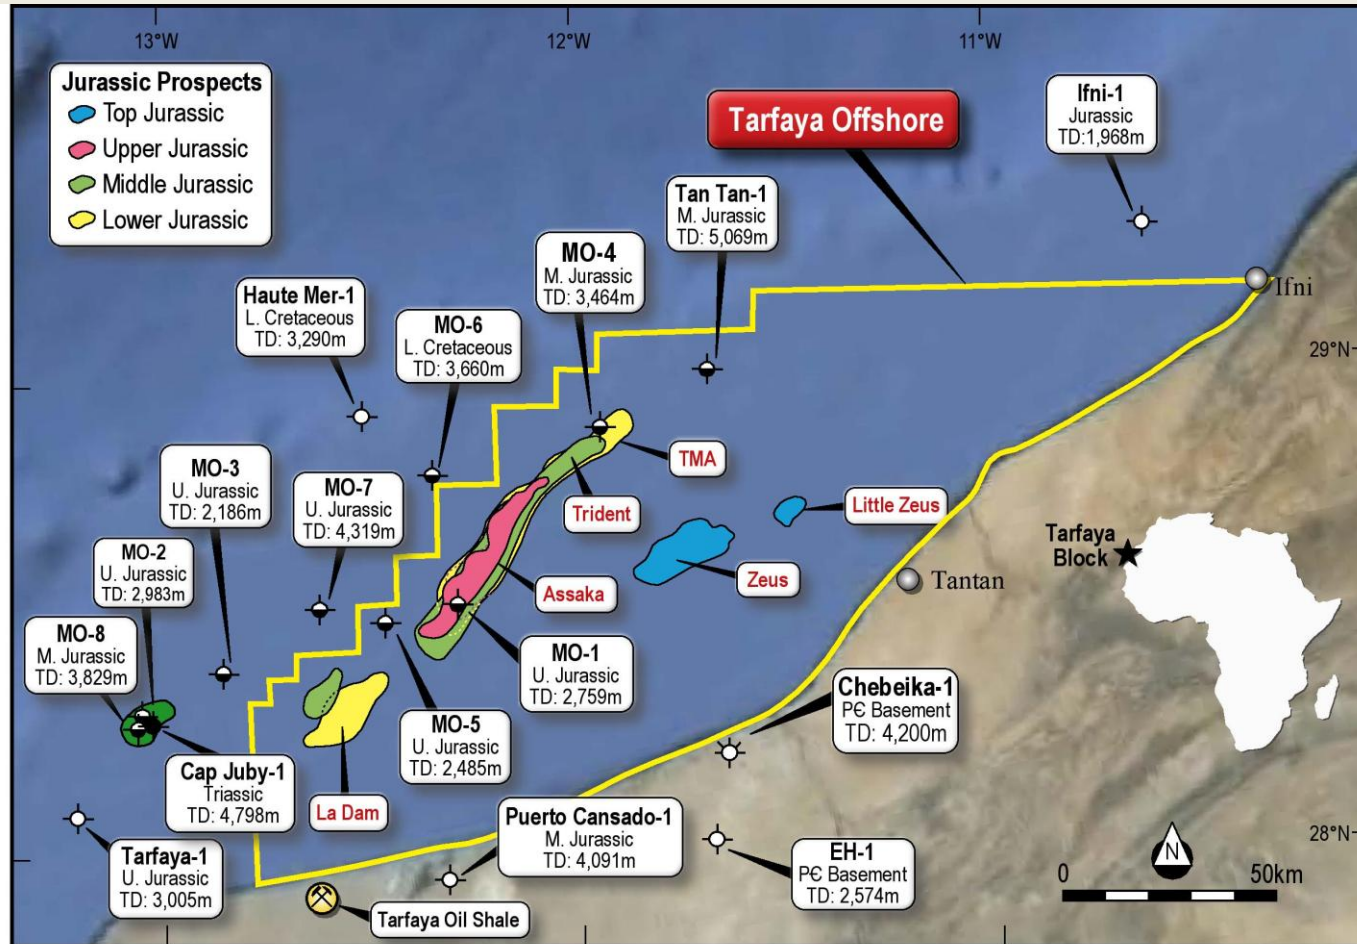 13°W
12°W
11°W
Jurassic Prospects
Top Jurassic
Upper Jurassic
Middle Jurassic
Lower Jurassic
Tarfaya Offshore
Ifni-1
Jurassic
TD:1,968m
Tan Tan-1
M. Jurassic
TD: 5,069m
MO-4
M. Jurassic
TD: 3,464m
Haute Mer-1
L. Cretaceous
TD: 3,290m
MO-6
L. Cretaceous
TD: 3,660m
Ifni
29°N
MO-3
U. Jurassic
TD: 2,186m
MO-7
U. Jurassic
TD: 4,319m
TMA
Trident
Little Zeus
Zeus
Assaka
Tantan
Tarfaya
Block
MO-2
U. Jurassic
TD: 2,983m
MO-8
M. Jurassic
TD: 3,829m
MO-1
U. Jurassic
TD: 2,759m
MO-5
U. Jurassic
TD: 2,485m
Chebeika-1
PЄ Basement
TD: 4,200m
Cap Juby-1
Triassic
TD: 4,798m
La Dam
Puerto Cansado-1
M. Jurassic
TD: 4,091m
28°N
Tarfaya-1
U. Jurassic
TD: 3,005m
EH-1
PЄ Basement
TD: 2,574m
Tarfaya Oil Shale
N
0 50km